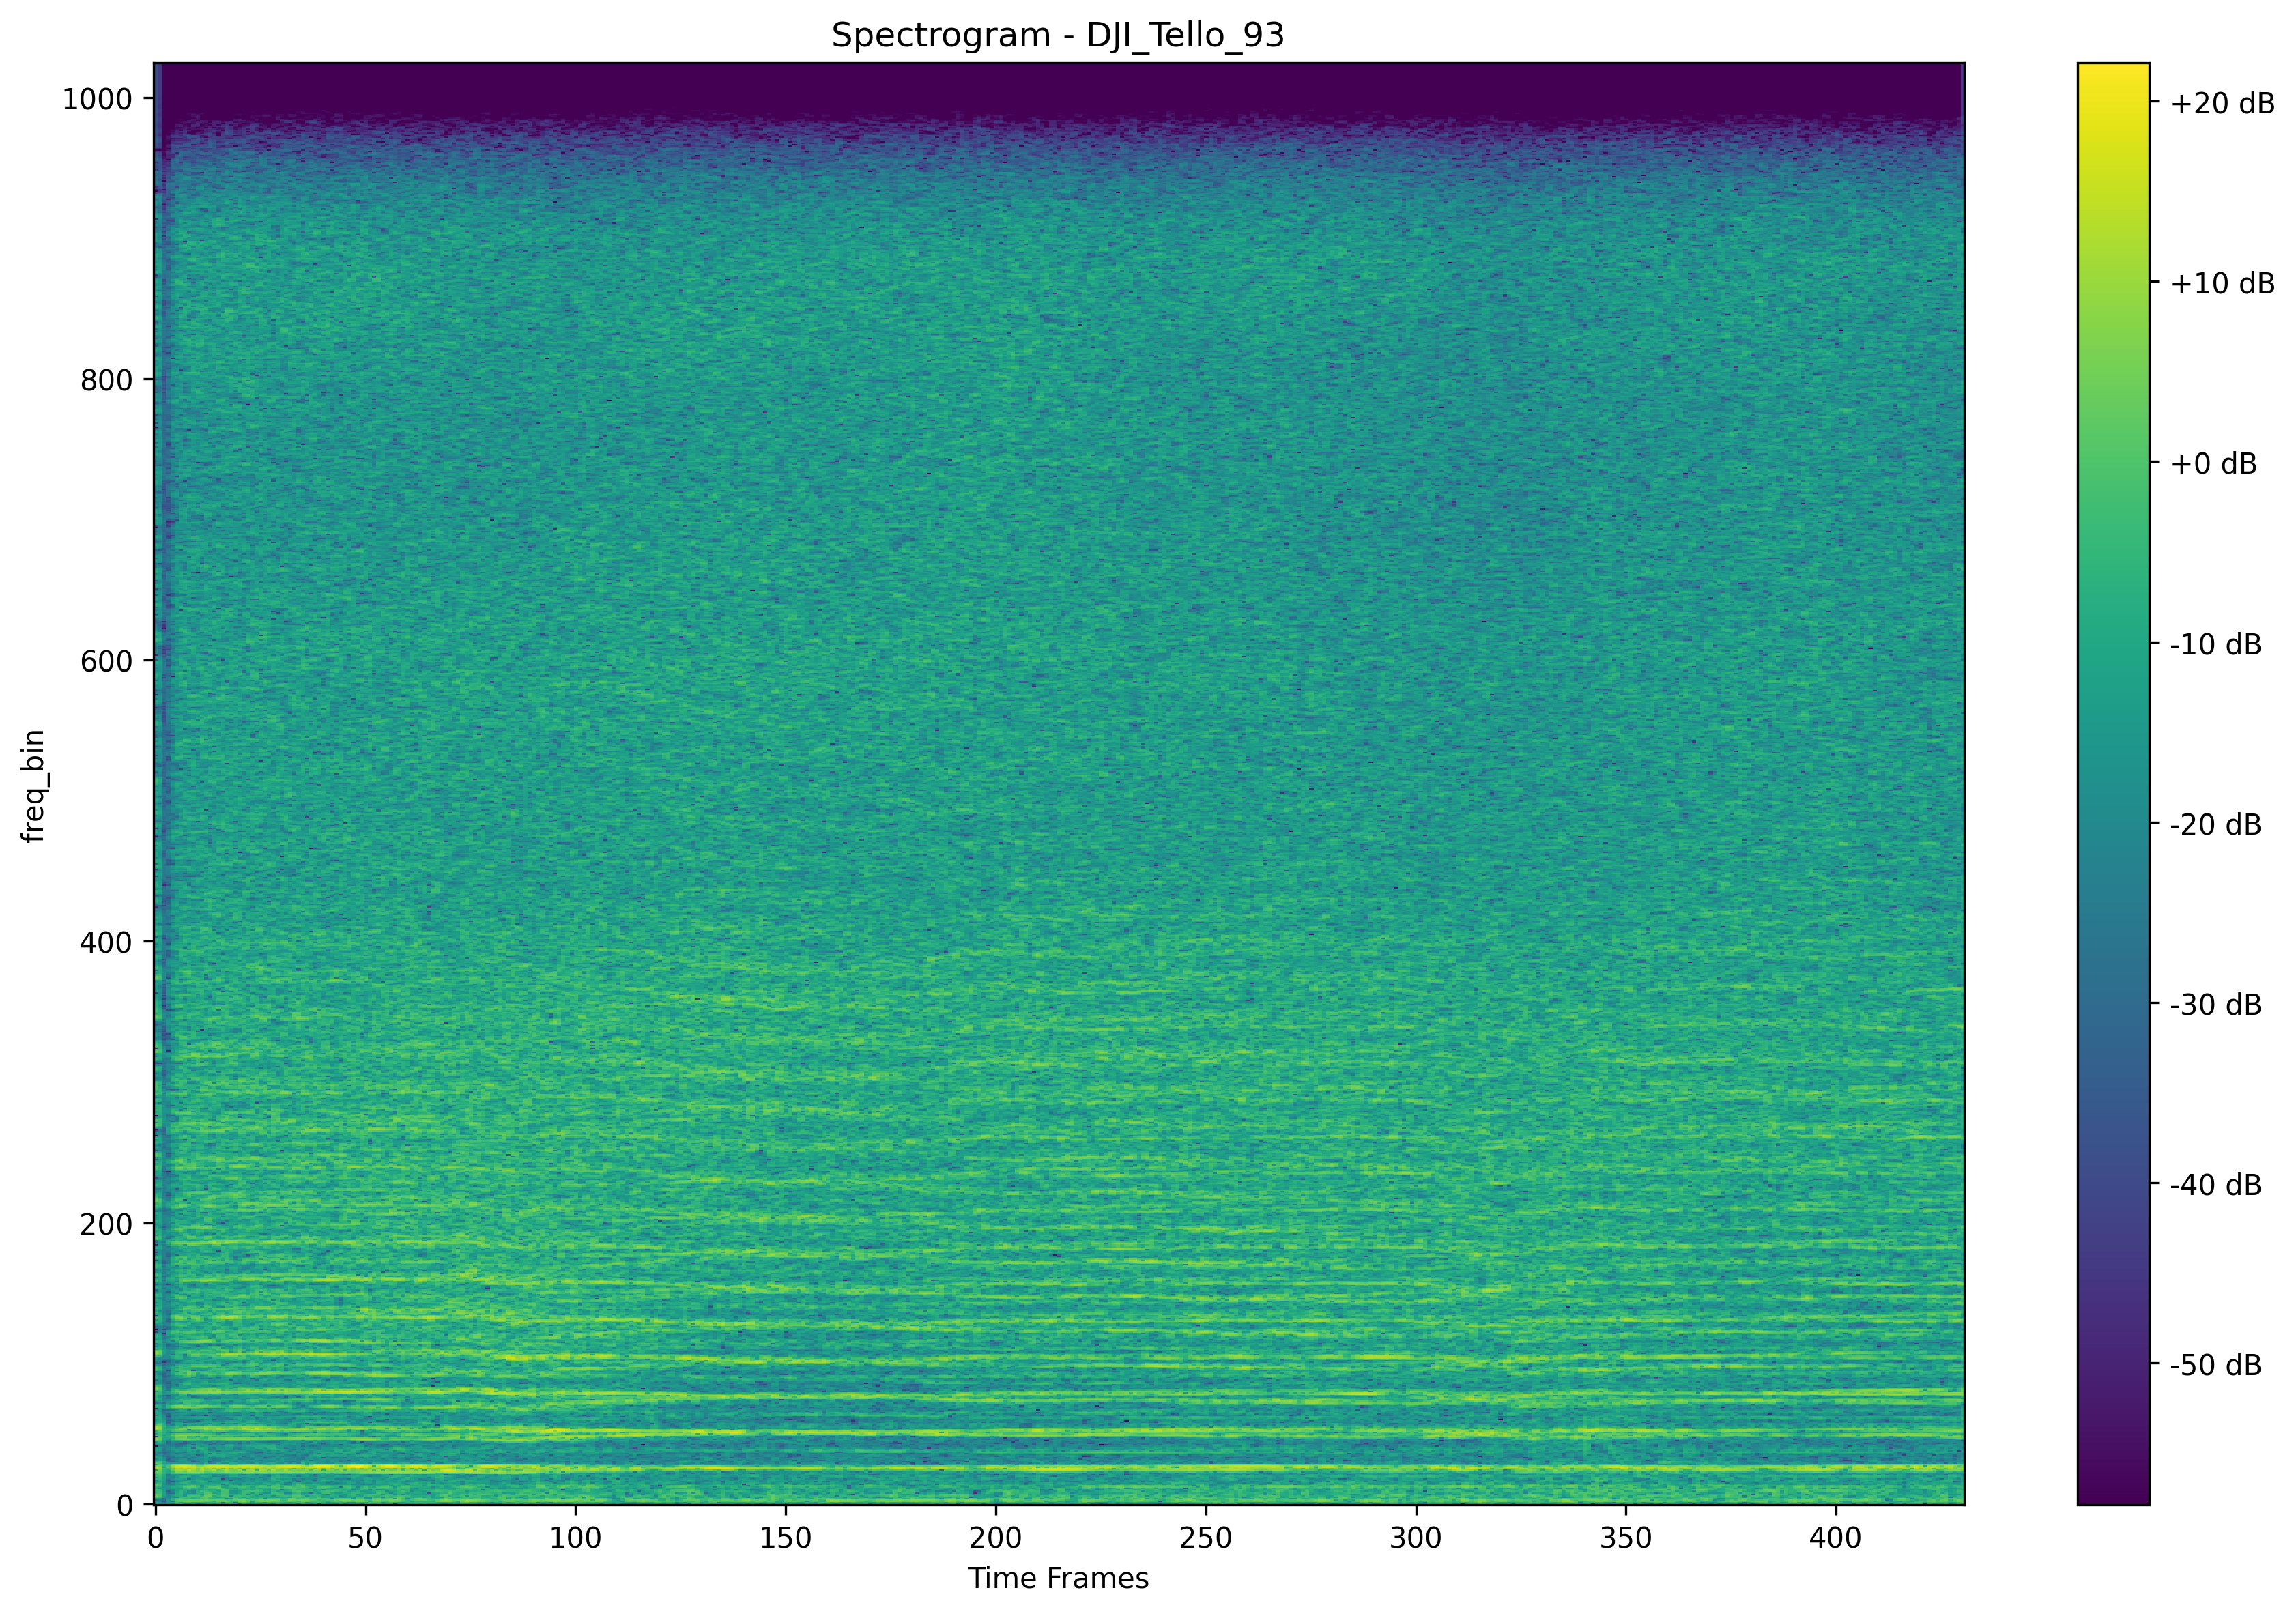 Spectrogram - DJI_Tello_93
freq_bin
1000
800
600
400
200
0
0 50 100 150 200 250 300 350 400
Time Frames
+20 dB
+10 dB
+0 dB
-10 dB
-20 dB
-30 dB
-40 dB
-50 dB